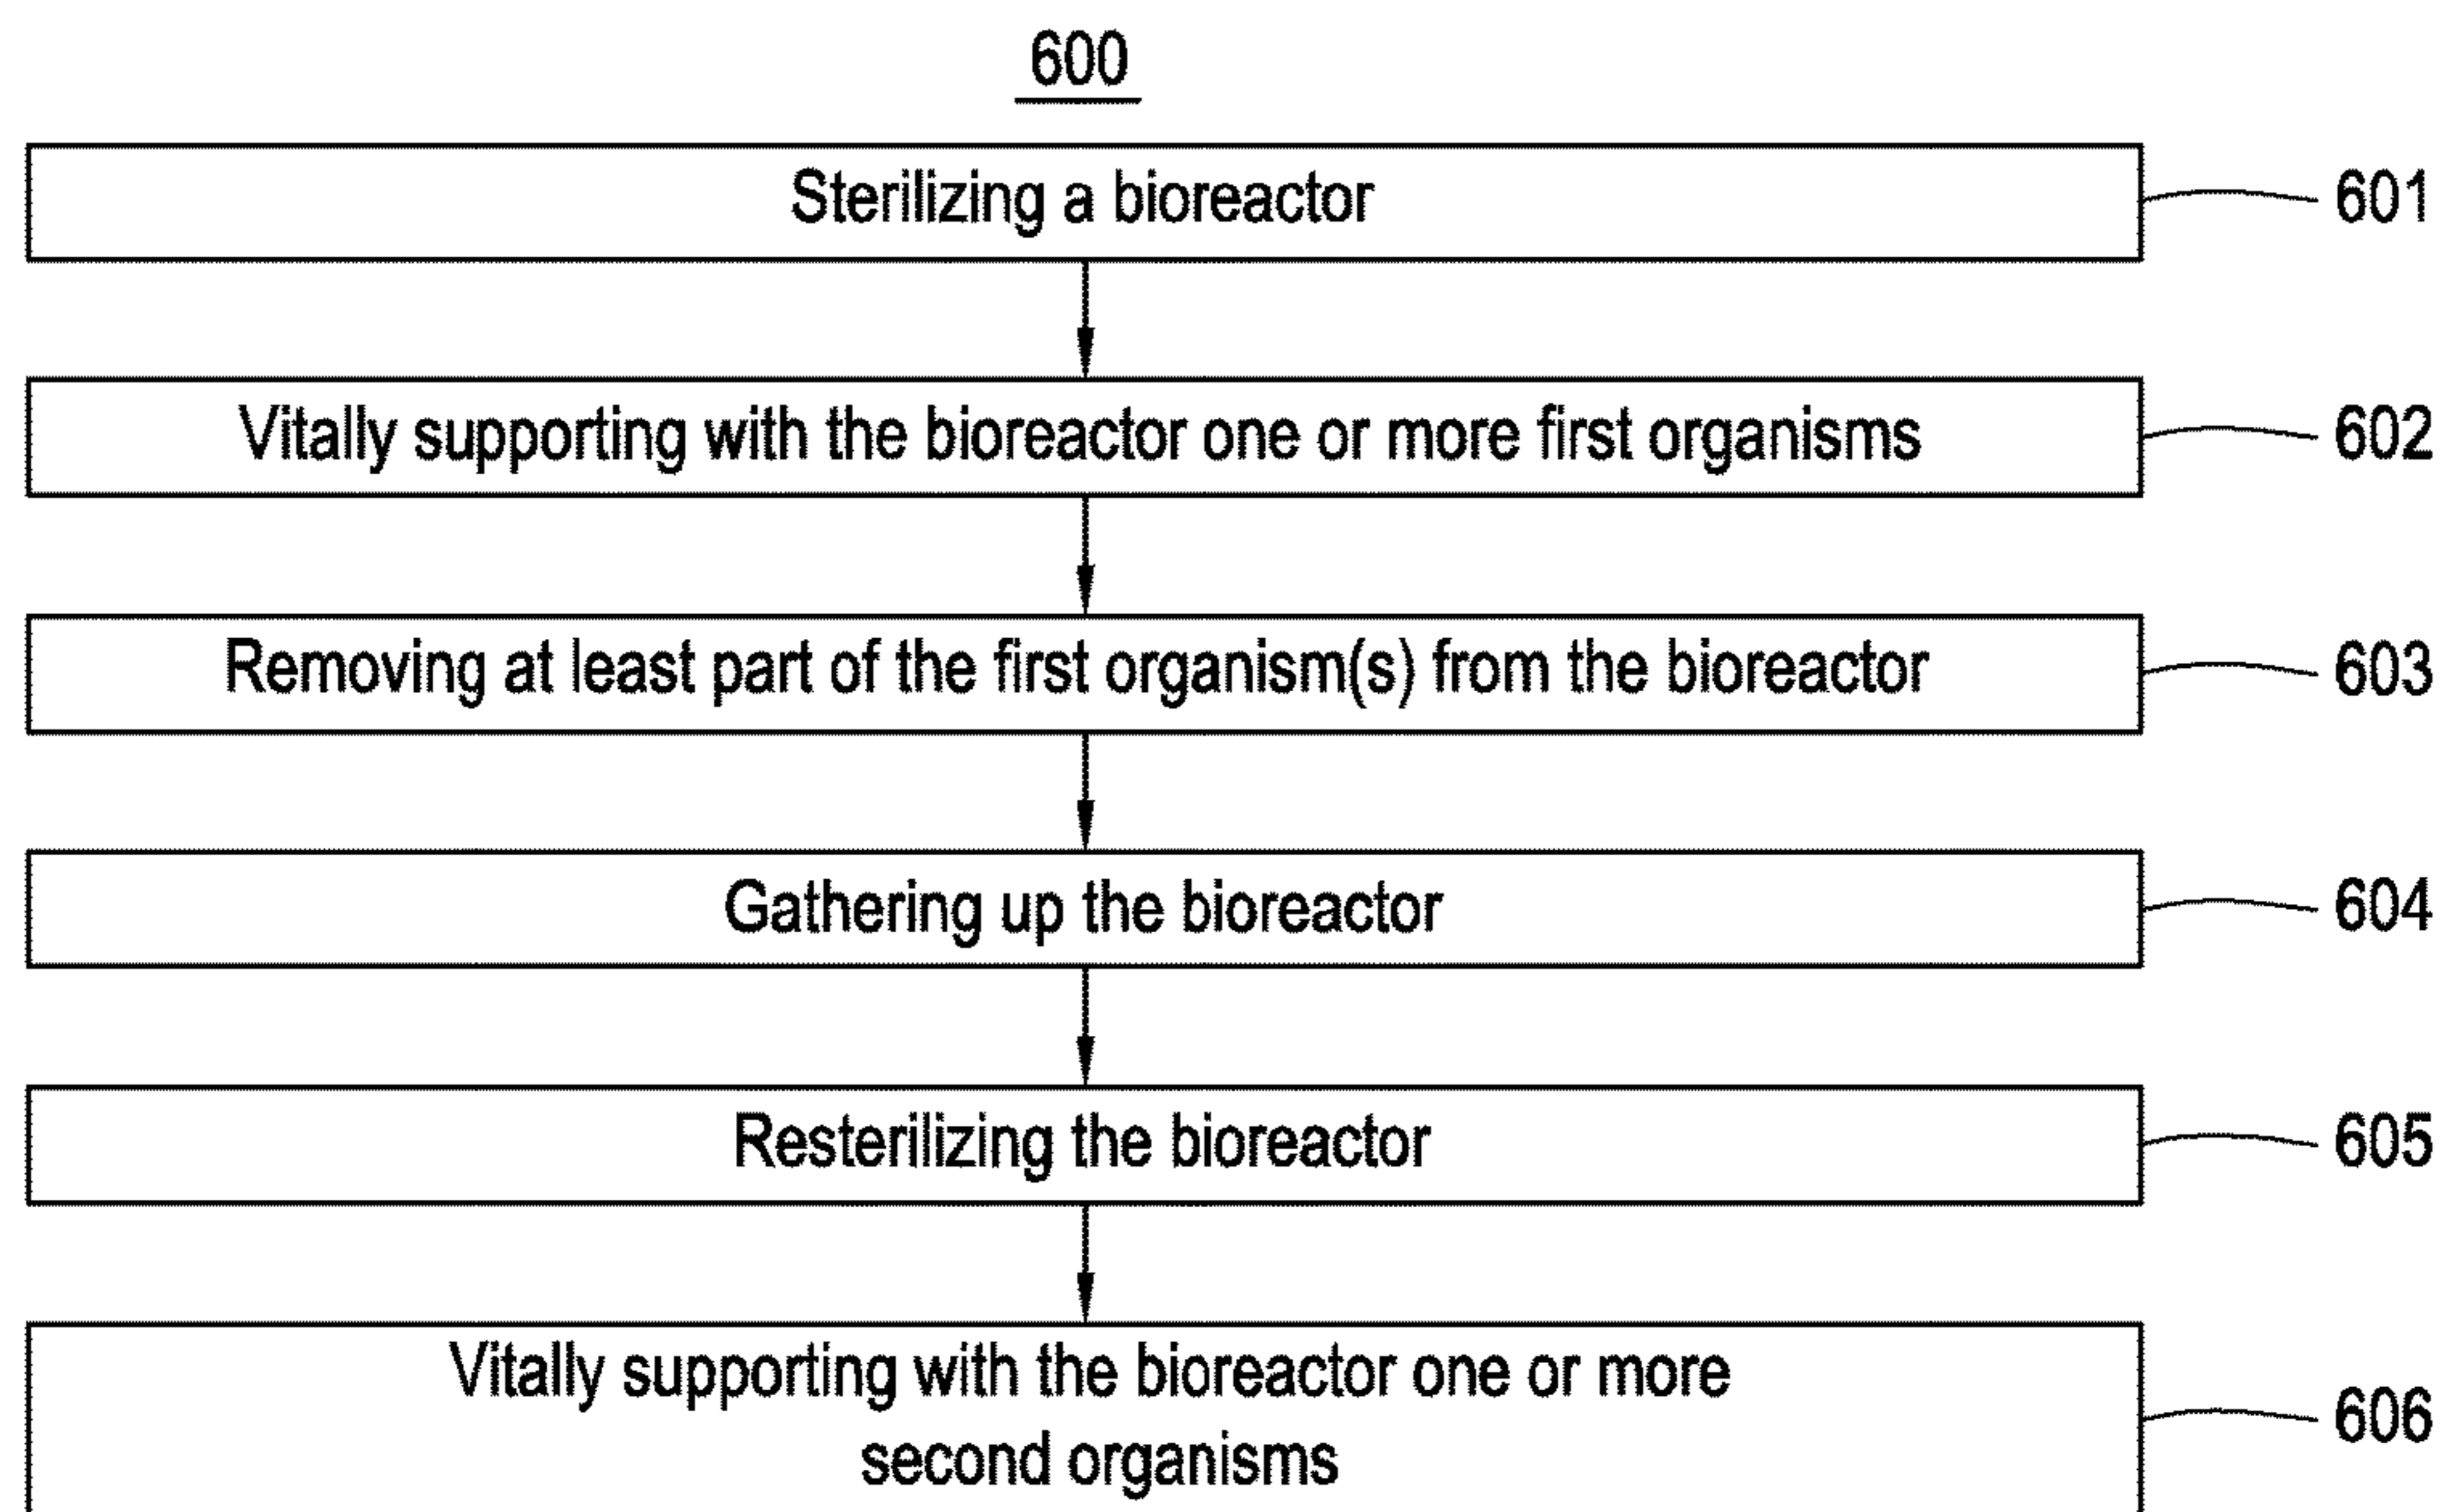 600
Sterilizing a bioreactor
601
Vitally supporting with the bioreactor one or more first organisms
602
Removing at least part of the first organism(s) from the bioreactor
603
Gathering up the bioreactor
604
Resterilizing the bioreactor
605
Vitally supporting with the bioreactor one or more
second organisms
606